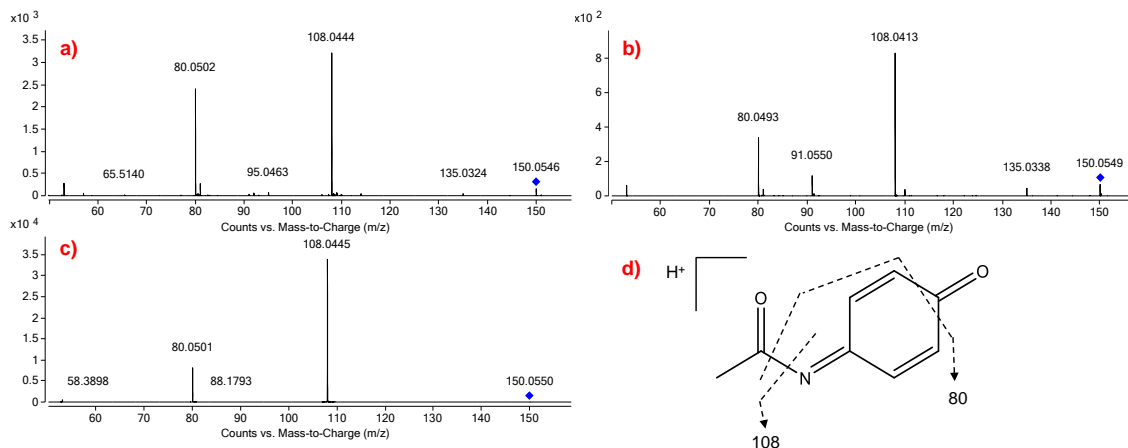 x10 3
a)
3.5
3
2.5
2
1.5
1
0.5
0
108.0444
80.0502
65.5140
95.0463
135.0324
150.0546
60 70 80 90 100 110 120 130 140 150
Counts vs. Mass-to-Charge (m/z)
x10 2
b)
8
6
4
2
0
108.0413
80.0493
91.0550
135.0338
150.0549
60 70 80 90 100 110 120 130 140 150
Counts vs. Mass-to-Charge (m/z)
x10 4
c)
3.5
3
2.5
2
1.5
1
0.5
0
108.0445
80.0501
58.3898
88.1793
150.0550
60 70 80 90 100 110 120 130 140 150
Counts vs. Mass-to-Charge (m/z)
d)
H+
O
O
N
80
108